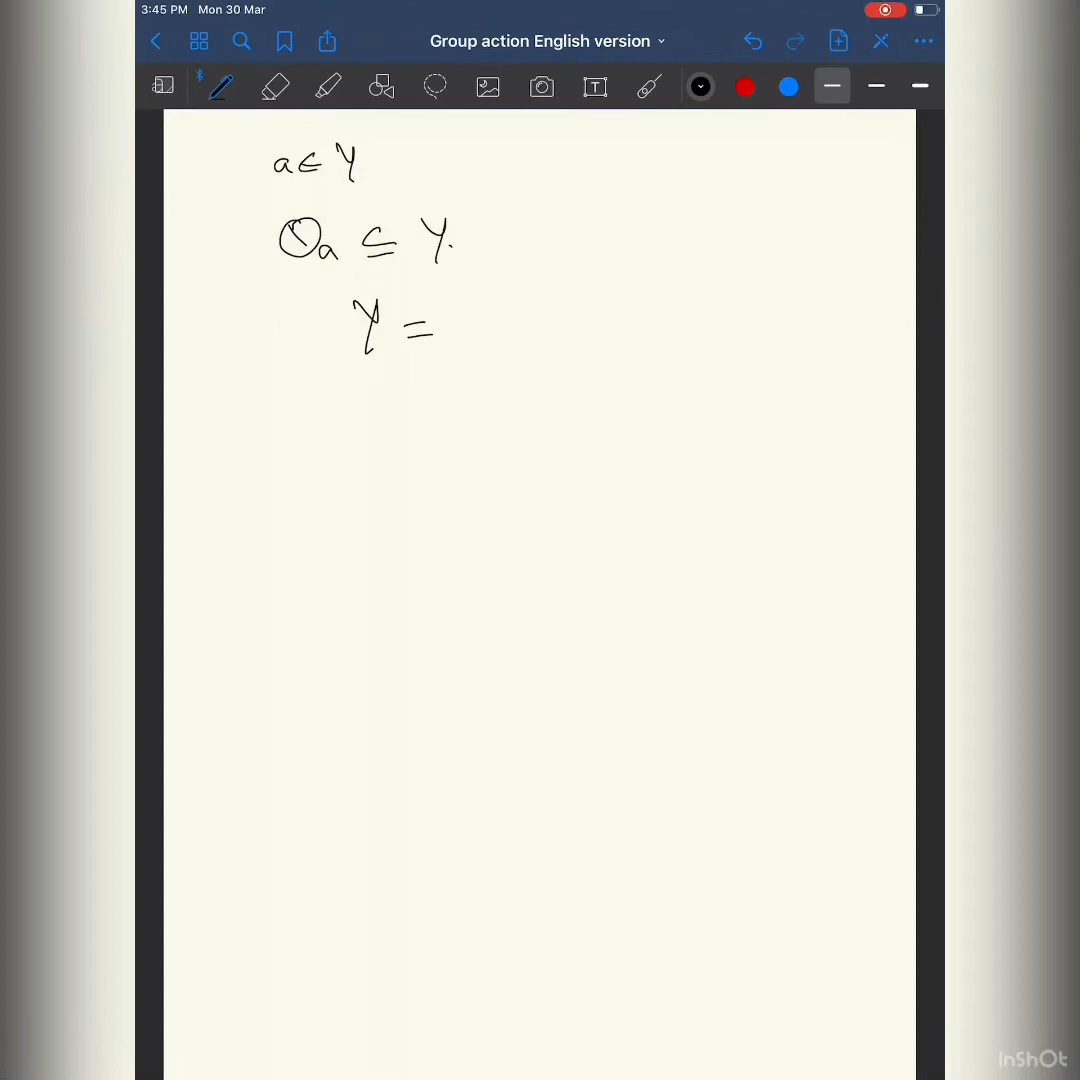 3:45 PM Mon 30 Mar
Group action English version
T
a ∈ Y
O_a ⊆ Y.
Y =
InShOt